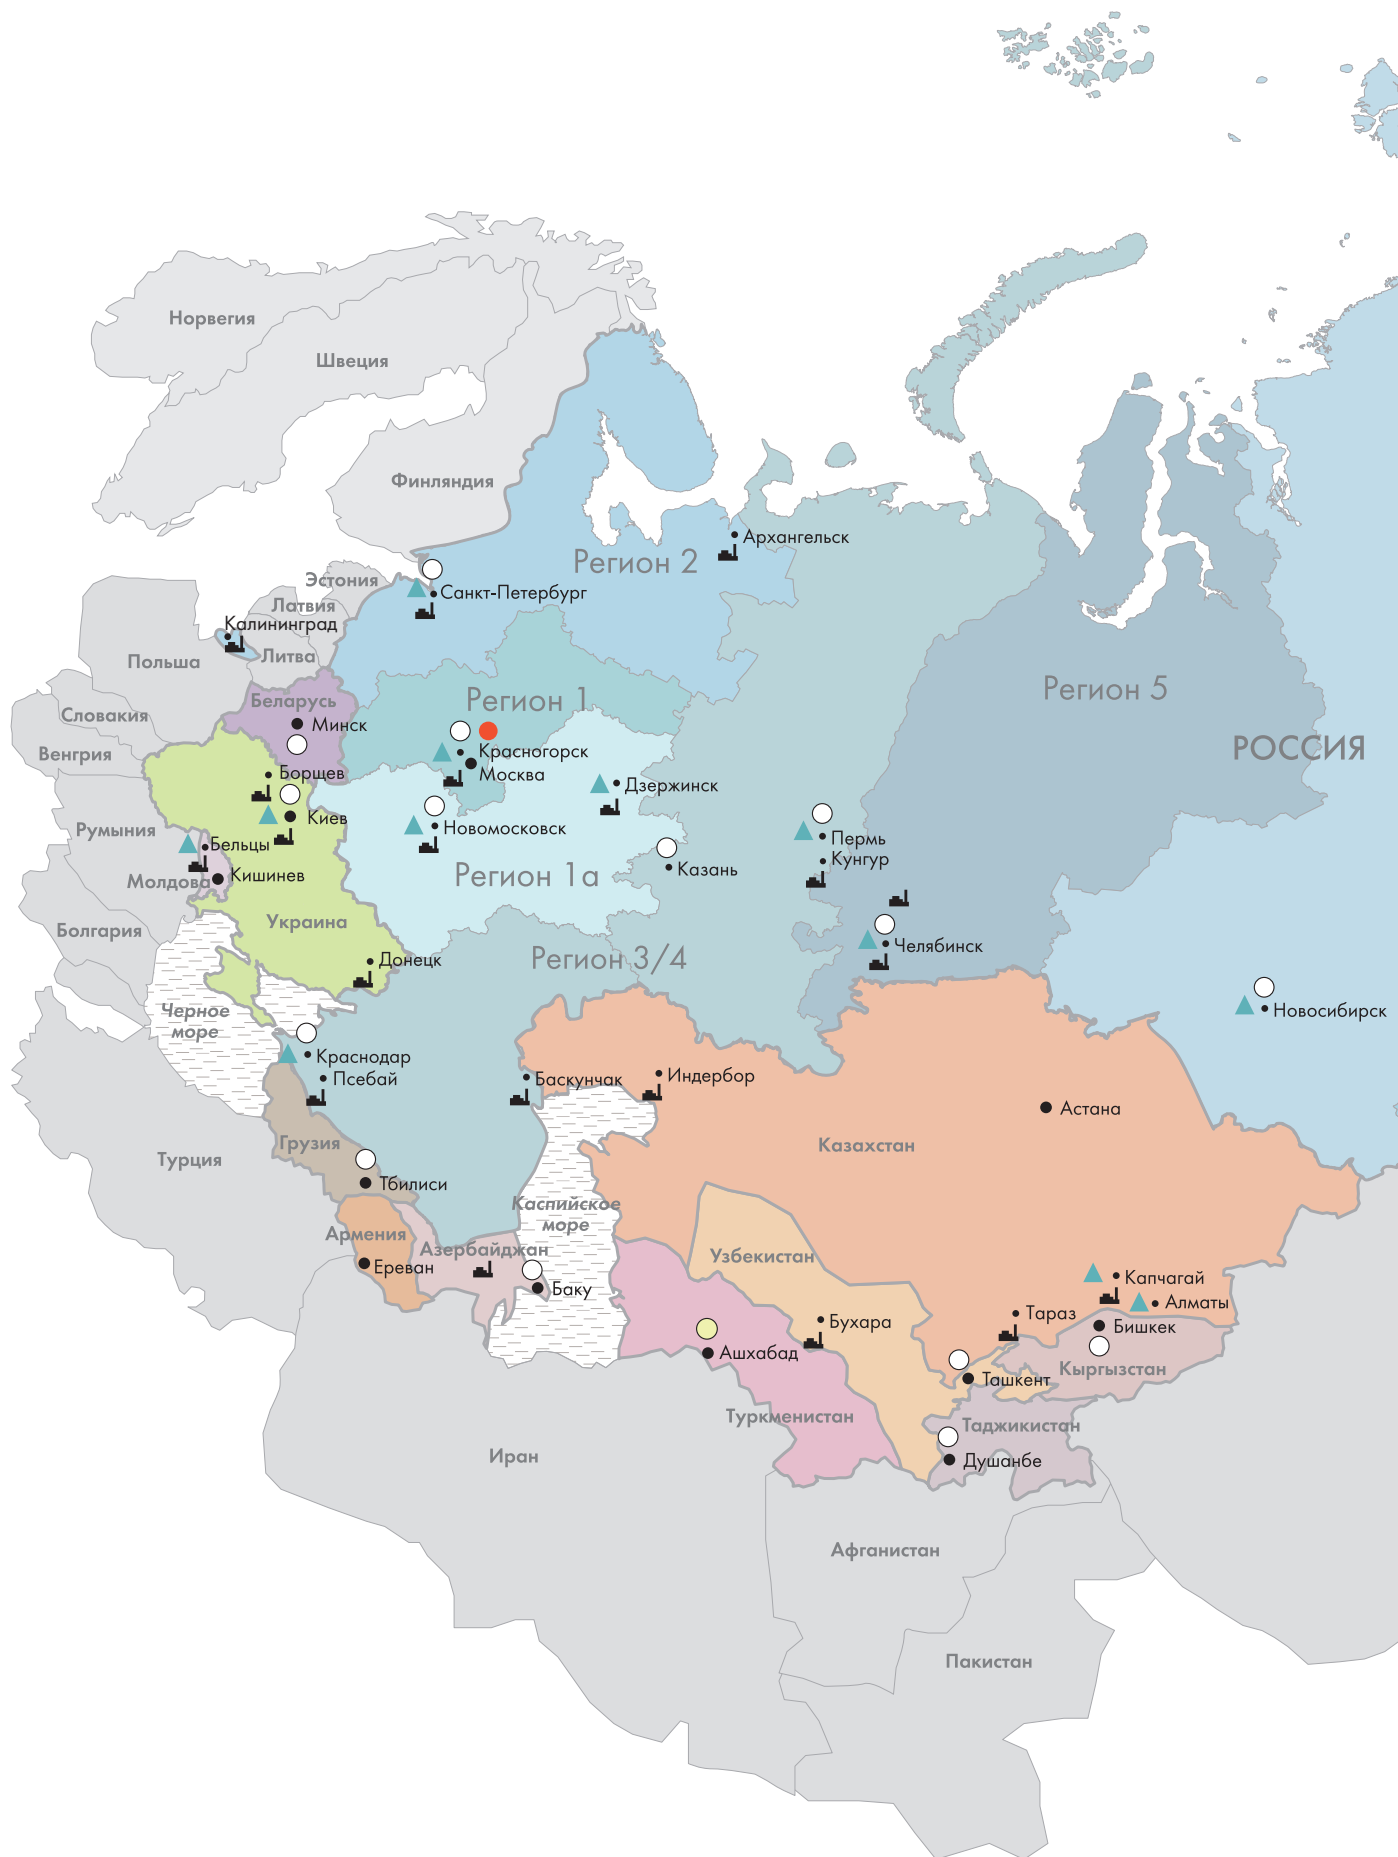 Норвегия
Швеция
Финляндия
Регион 2
Архангельск
Эстония
Санкт-Петербург
Латвия
Калининград
Литва
Польша
Регион 5
Беларусь
Регион 1
Словакия
Минск
РОССИЯ
Венгрия
Красногорск
Москва
Борщев
Дзержинск
Киев
Новомосковск
Румыния
Пермь
Бельцы
Кунгур
Казань
Кишинев
Молдова
Регион 1а
Украина
Болгария
Челябинск
Донецк
Регион 3/4
Новосибирск
Черное
море
Краснодар
Псебай
Баскунчак
Индербор
Астана
Грузия
Казахстан
Турция
Тбилиси
Каспийское
море
Армения
Азербайджан
Узбекистан
Ереван
Капчагай
Баку
Алматы
Тараз
Бухара
Бишкек
Ашхабад
Кыргызстан
Ташкент
Туркменистан
Таджикистан
Иран
Душанбе
Афганистан
Пакистан